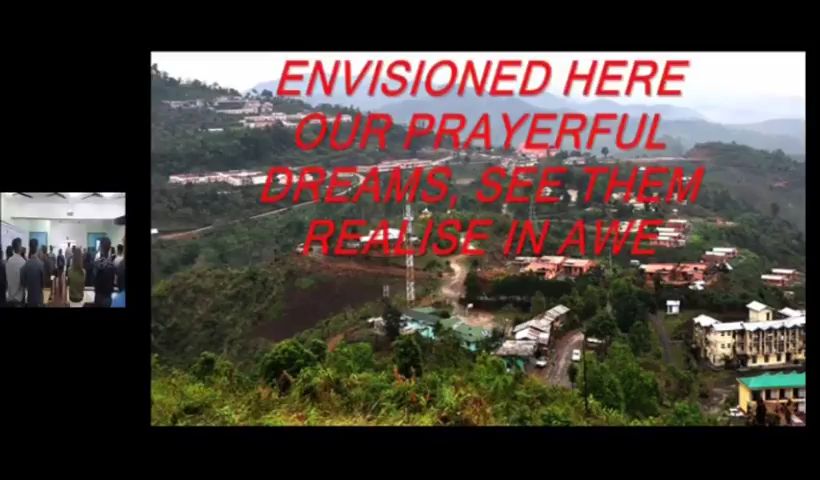 ENVISIONED HERE
OUR PRAYERFUL
DREAMS, SEE THEM
REALISE IN AWE